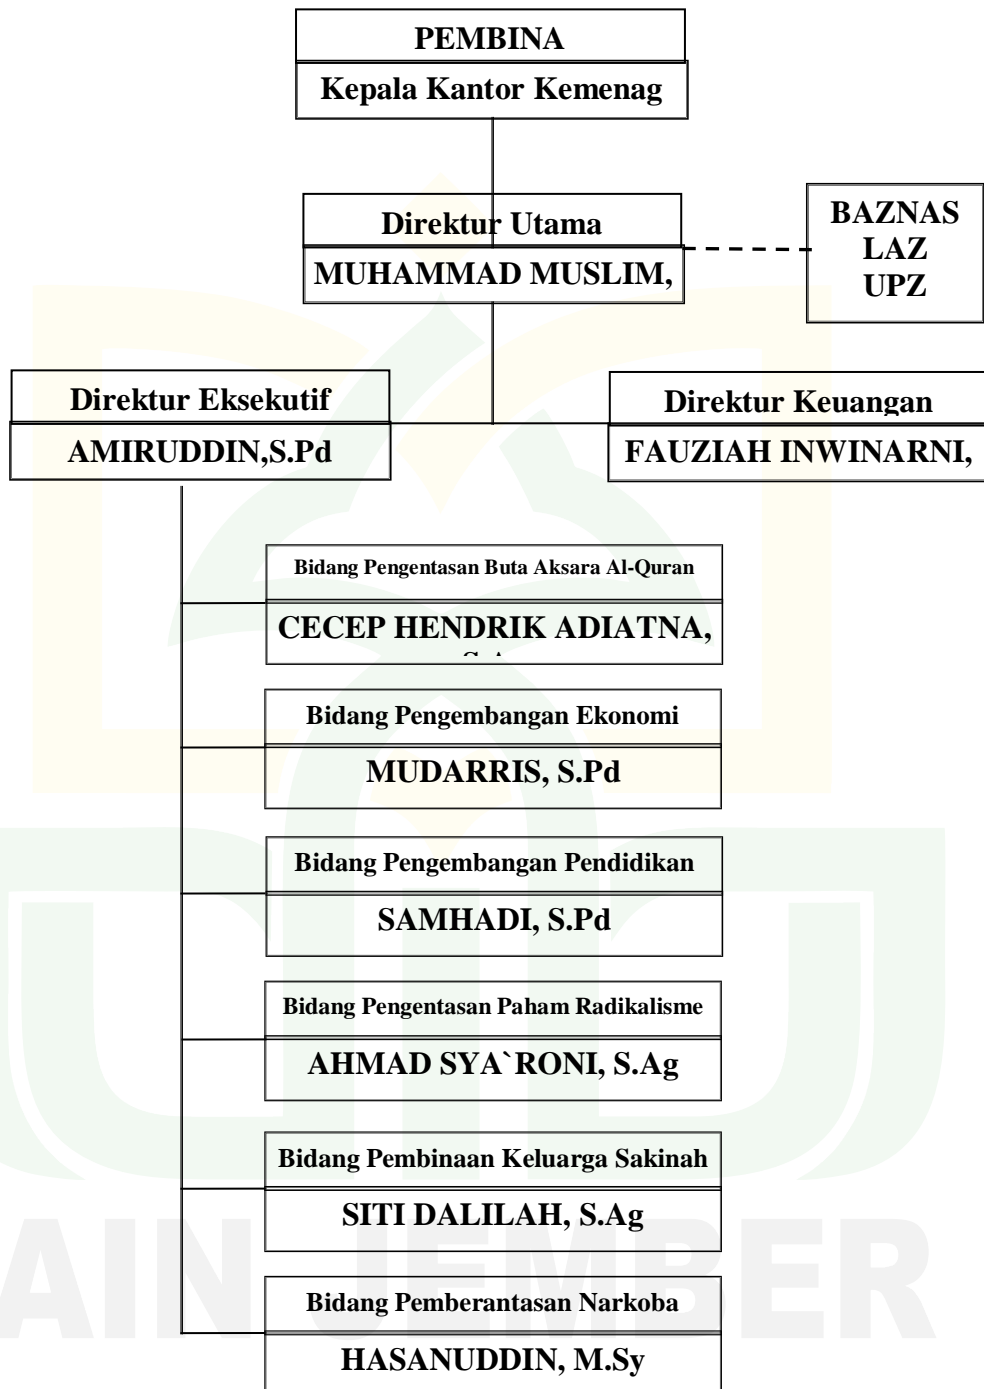 PEMBINA
Kepala Kantor Kemenag
Direktur Utama
MUHAMMAD MUSLIM,
BAZNAS
LAZ
UPZ
Direktur Eksekutif
AMIRUDDIN,S.Pd
Direktur Keuangan
FAUZIAH INWINARNI,
Bidang Pengentasan Buta Aksara Al-Quran
CECEP HENDRIK ADIATNA,
Bidang Pengembangan Ekonomi
MUDARRIS, S.Pd
Bidang Pengembangan Pendidikan
SAMHADI, S.Pd
Bidang Pengentasan Paham Radikalisme
AHMAD SYA`RONI, S.Ag
Bidang Pembinaan Keluarga Sakinah
SITI DALILAH, S.Ag
Bidang Pemberantasan Narkoba
HASANUDDIN, M.Sy
AIN JEMBER